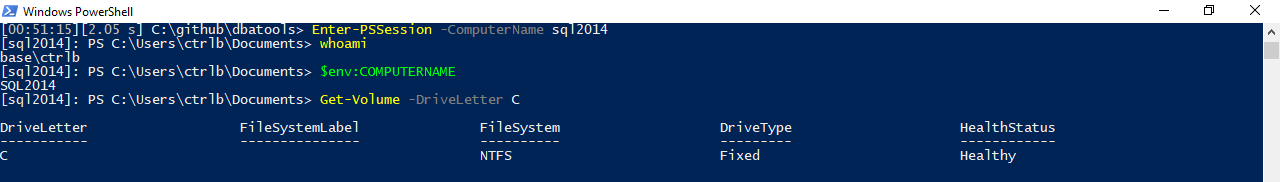 Windows PowerShell
[00:51:15][2.05 s] C:\github\dbatools> Enter-PSSession -ComputerName sql2014
[sql2014]: PS C:\Users\ctrlb\Documents> whoami
base\ctrlb
[sql2014]: PS C:\Users\ctrlb\Documents> $env:COMPUTERNAME
SQL2014
[sql2014]: PS C:\Users\ctrlb\Documents> Get-Volume -DriveLetter C
DriveLetter FileSystemLabel FileSystem DriveType HealthStatus
----------- --------------- ---------- --------- ------------
C NTFS Fixed Healthy